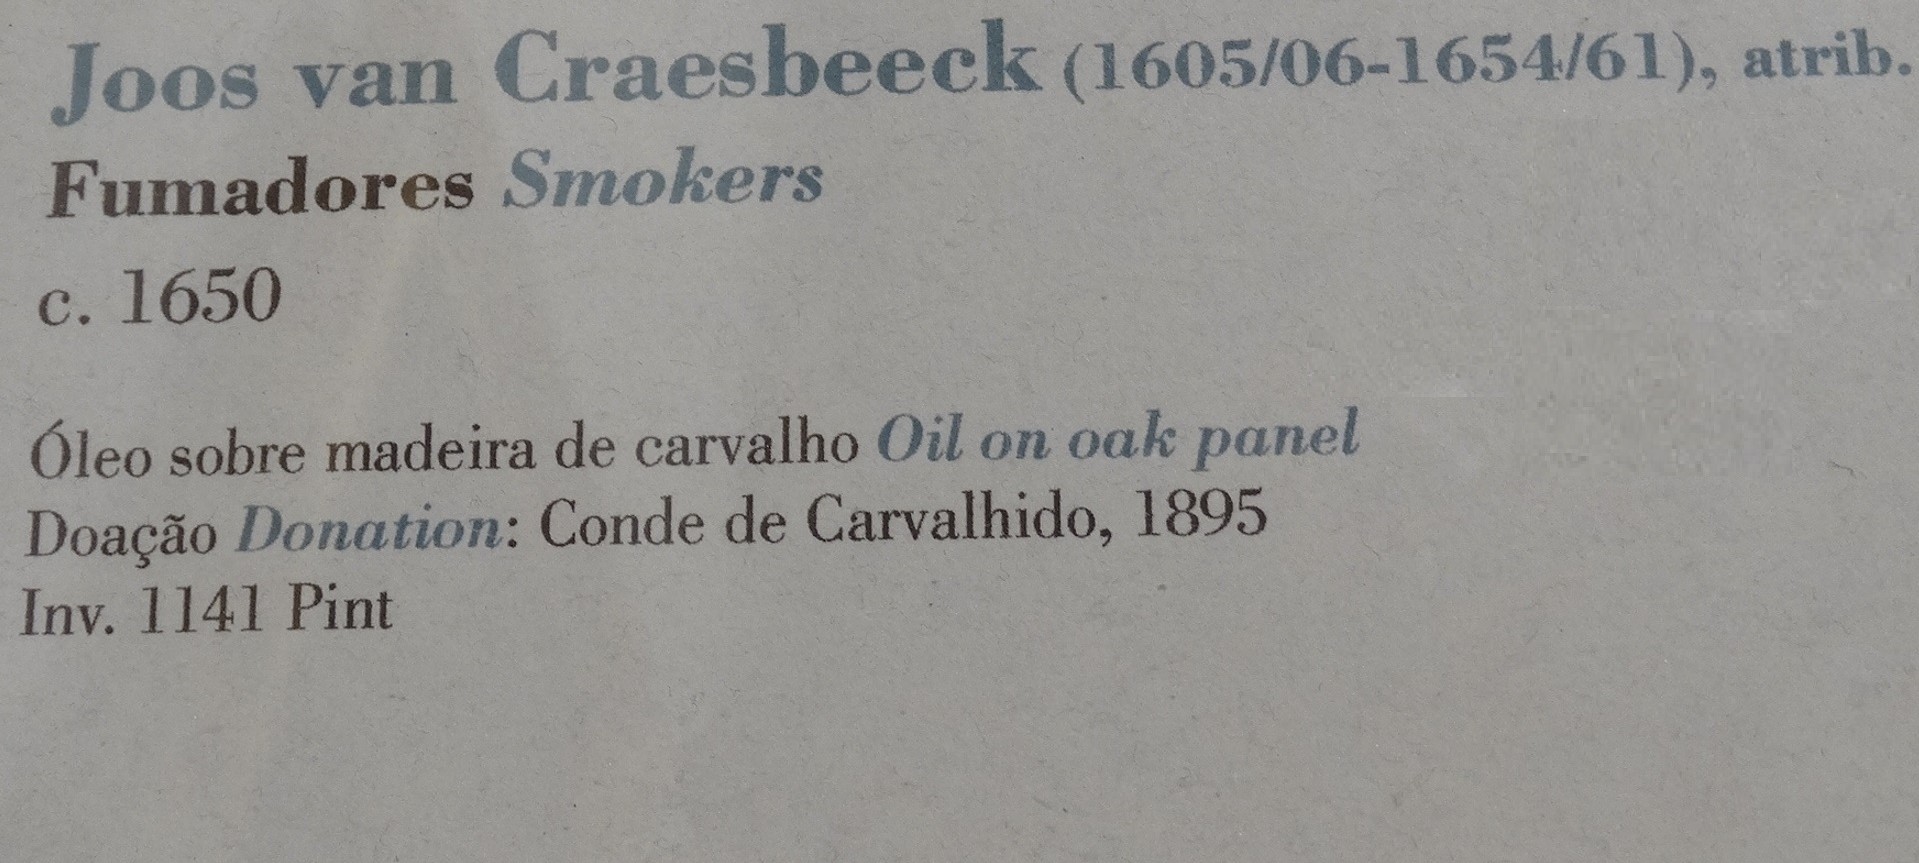 Joos van Craesbeeck (1605/06-1654/61), atrib.
Fumadores Smokers
c. 1650
Óleo sobre madeira de carvalho Oil on oak panel
Doação Donation: Conde de Carvalhido, 1895
Inv. 1141 Pint